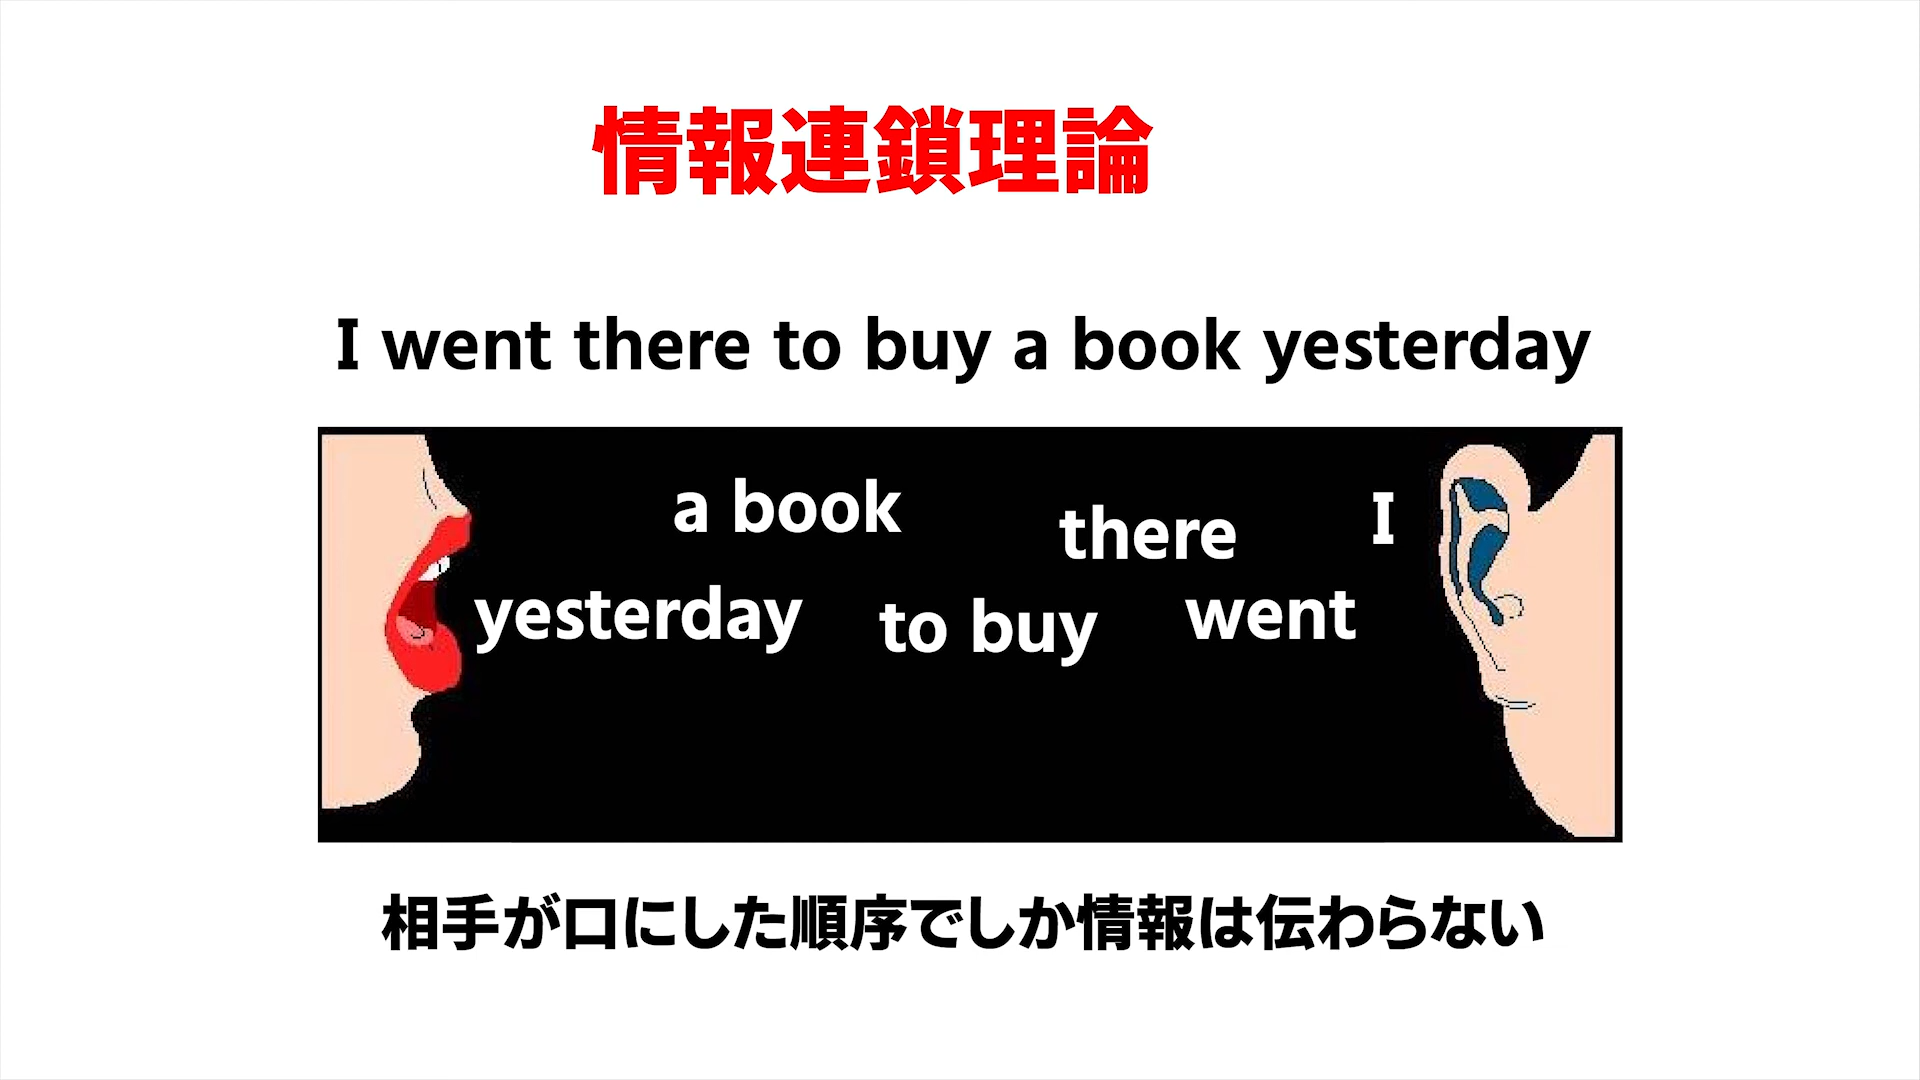 情報連鎖理論
I went there to buy a book yesterday
a book
there
I
yesterday
to buy
went
相手が口にした順序でしか情報は伝わらない